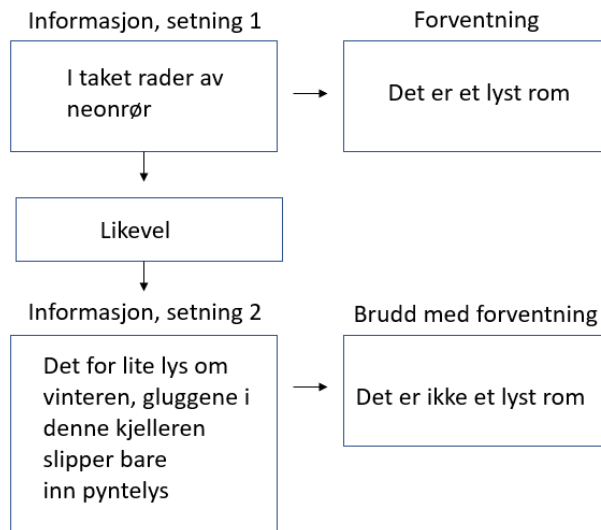 Informasjon, setning 1
Forventning
I taket rader av
neonrør
Det er et lyst rom
Likevel
Informasjon, setning 2
Brudd med forventning
Det for lite lys om
vinteren, gluggene i
denne kjelleren
slipper bare
inn pyntelys
Det er ikke et lyst rom